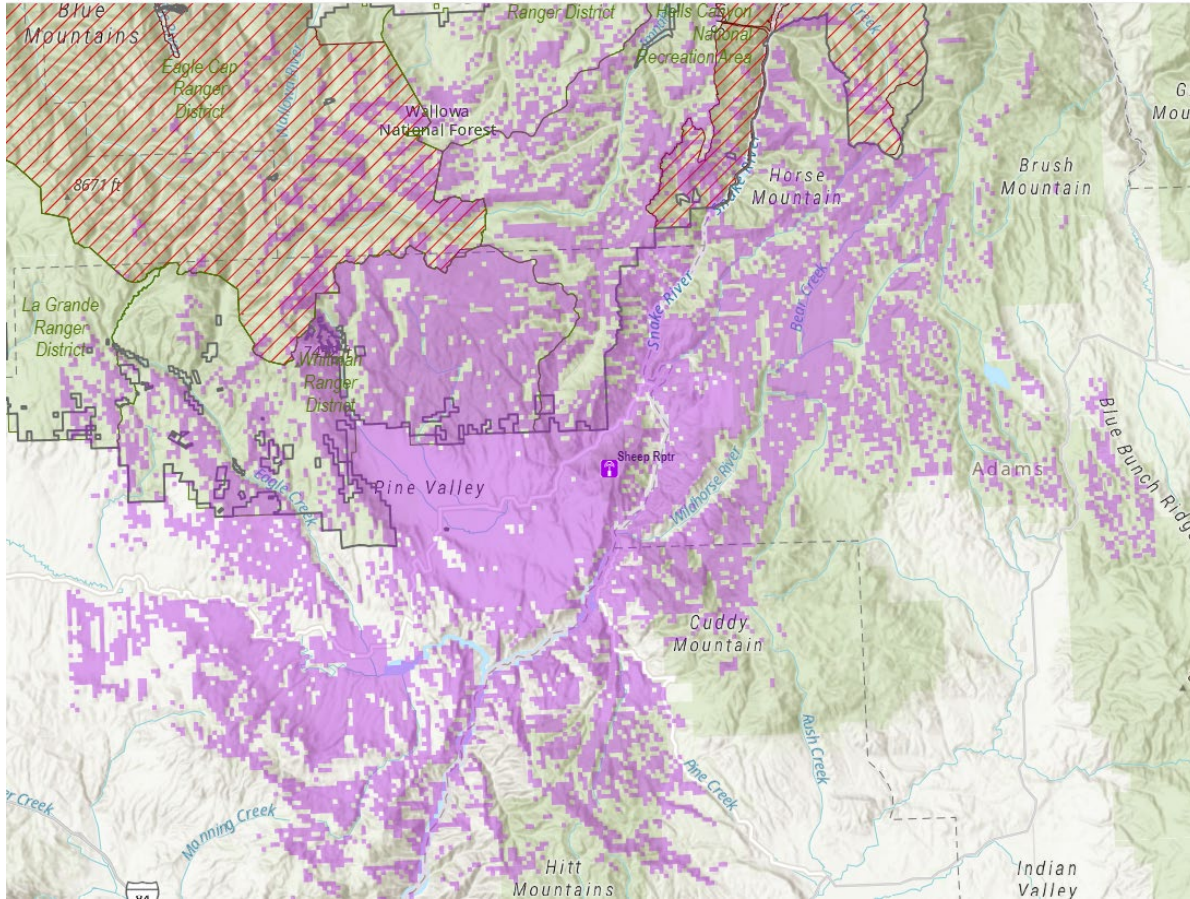 Blue
Mountains
Eagle Cap
Ranger
District
Ranger District
Hells Canyon
National
Recreation Area
Wallowa
National Forest
8671 ft
Snake River
Horse
Mountain
Brush
Mountain
La Grande
Ranger
District
Snake River
Bear Creek
Whitman
Ranger
District
Blue Bunch Ridge
Sheep Rptr
Adams
Pine Valley
Eagle Creek
Wildhorse River
Cuddy
Mountain
Rush Creek
Pine Creek
Manning Creek
Hitt
Mountains
Indian
Valley